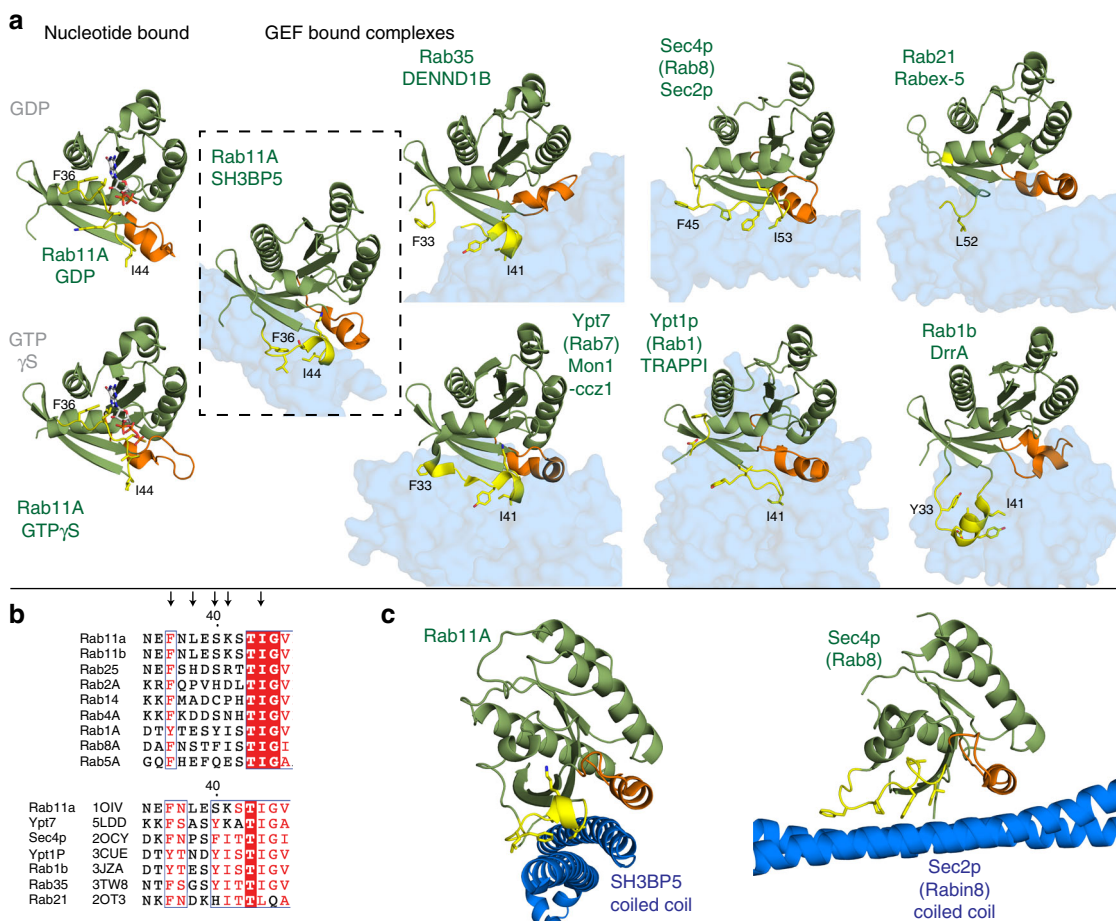 a
Nucleotide bound
GEF bound complexes
GDP
F36
I44
Rab11A
GDP
GTP
γS
F36
I44
Rab11A
GTPγS
Rab11A
SH3BP5
F36
I44
Rab35
DENND1B
F33
I41
Sec4p
(Rab8)
Sec2p
F45
I53
Rab21
Rabex-5
L52
Ypt7
(Rab7)
Mon1
-ccz1
F33
I41
Ypt1p
(Rab1)
TRAPPI
I41
Rab1b
DrrA
Y33
I41
b
40
Rab11a NEFNLESKSTIGV
Rab11b NEFNLESKSTIGV
Rab25 NEFSHDSRTTIGV
Rab2A KRFQPVHDLTIGV
Rab14 KKFMADCPHTIGV
Rab4A KKFKDDSNHTIGV
Rab1A DTYTESYISTIGV
Rab8A DAFNSTFISTIGI
Rab5A GQFHEFQESTIGA
40
Rab11a 1OIV NEFNLESKSTIGV
Ypt7 5LDD KKFSASYKATIGA
Sec4p 2OCY DKFNPSFITTIGI
Ypt1P 3CUE DTYTNDYISTIGV
Rab1b 3JZA DTYTESYISTIGV
Rab35 3TW8 NTFSGSYITTIGV
Rab21 2OT3 NKFNDKHITTLQA
c
Rab11A
SH3BP5
coiled coil
Sec4p
(Rab8)
Sec2p
(Rabin8)
coiled coil